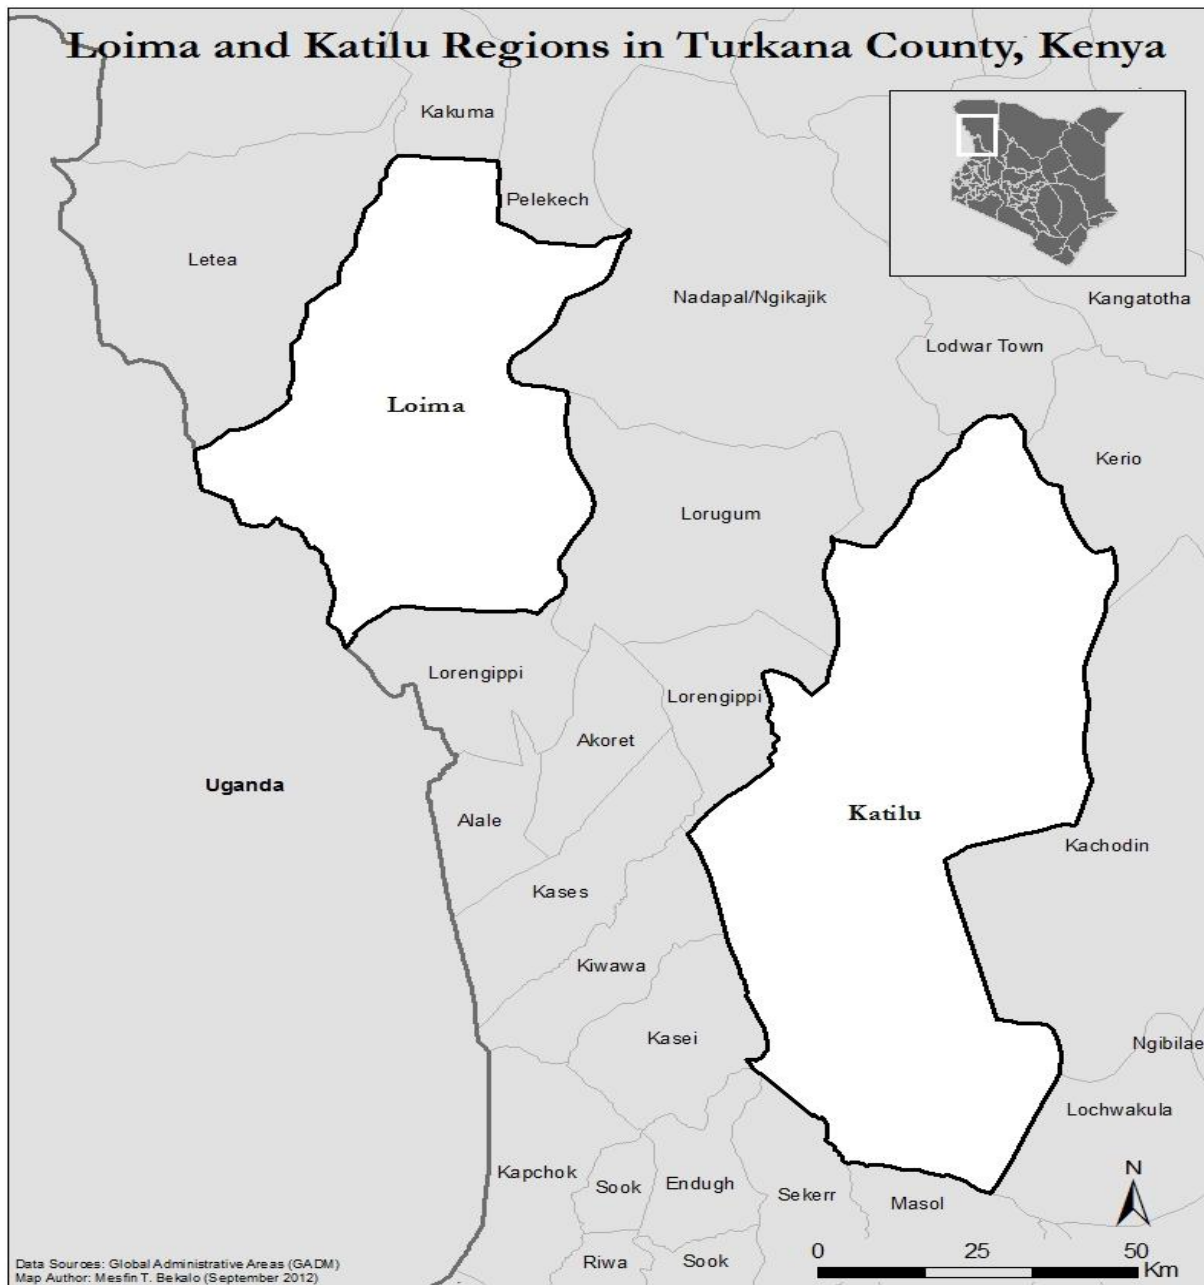 Loima and Katilu Regions in Turkana County, Kenya
Kakuma
Pelekech
Letea
Nadapal/Ngikajik
Kangatotha
Lodwar Town
Loima
Kerio
Lorugum
Lorengippi
Lorengippi
Akoret
Uganda
Alale
Katilu
Kachodin
Kases
Kiwawa
Kasei
Ngibilae
Lochwakula
Kapchok
Sook
Endugh
Sekerr
Masol
N
Riwa
Sook
0 25 50
Km
Data Sources: Global Administrative Areas (GADM)
Map Author: Mesfin T. Bekalo (September 2012)